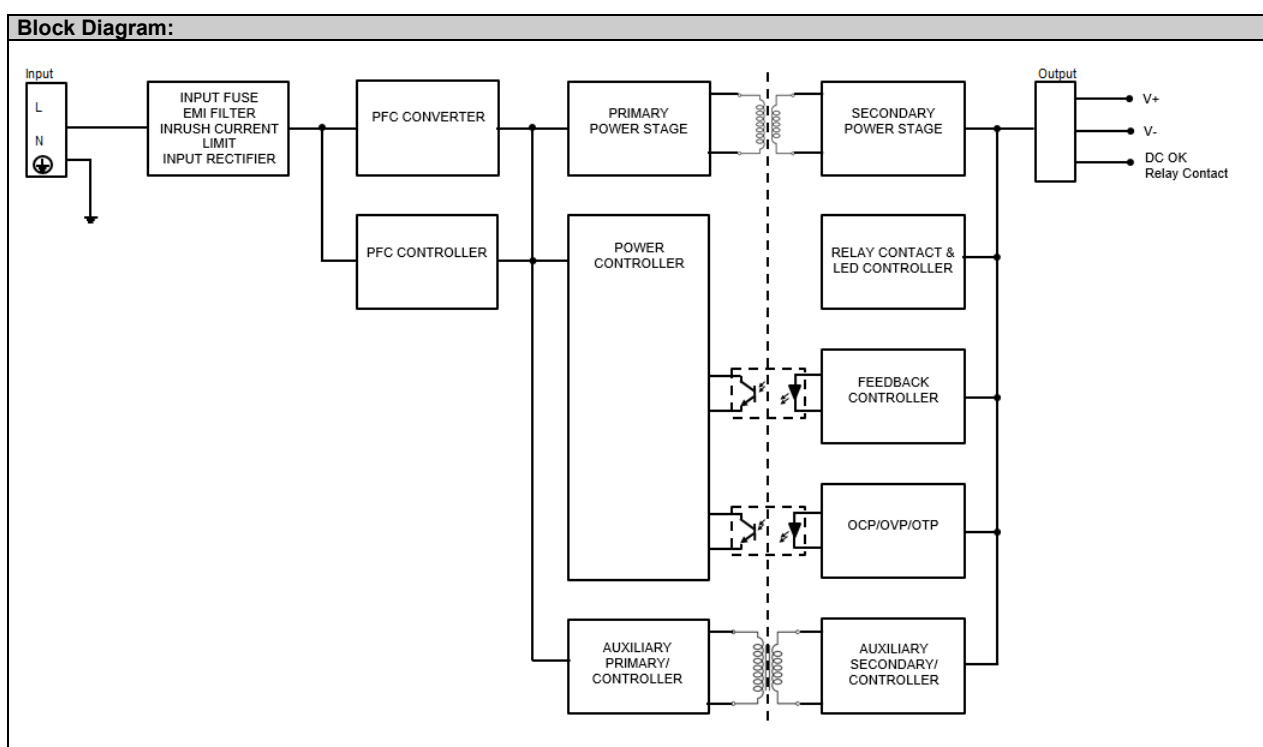 Block Diagram:
Input
L
N
INPUT FUSE
EMI FILTER
INRUSH CURRENT
LIMIT
INPUT RECTIFIER
PFC CONVERTER
PFC CONTROLLER
PRIMARY
POWER STAGE
POWER
CONTROLLER
AUXILIARY
PRIMARY/
CONTROLLER
SECONDARY
POWER STAGE
RELAY CONTACT &
LED CONTROLLER
FEEDBACK
CONTROLLER
OCP/OVP/OTP
AUXILIARY
SECONDARY/
CONTROLLER
Output
V+
V-
DC OK
Relay Contact